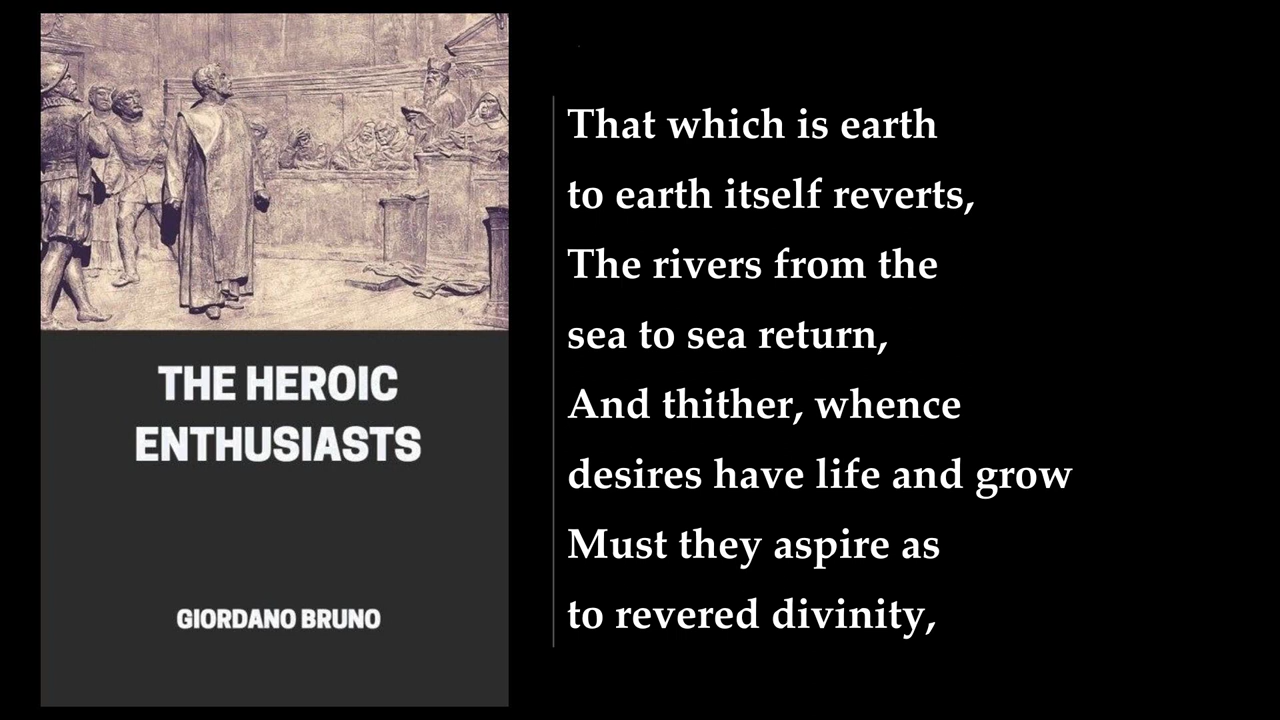 THE HEROIC
ENTHUSIASTS
GIORDANO BRUNO
That which is earth
to earth itself reverts,
The rivers from the
sea to sea return,
And thither, whence
desires have life and grow
Must they aspire as
to revered divinity,